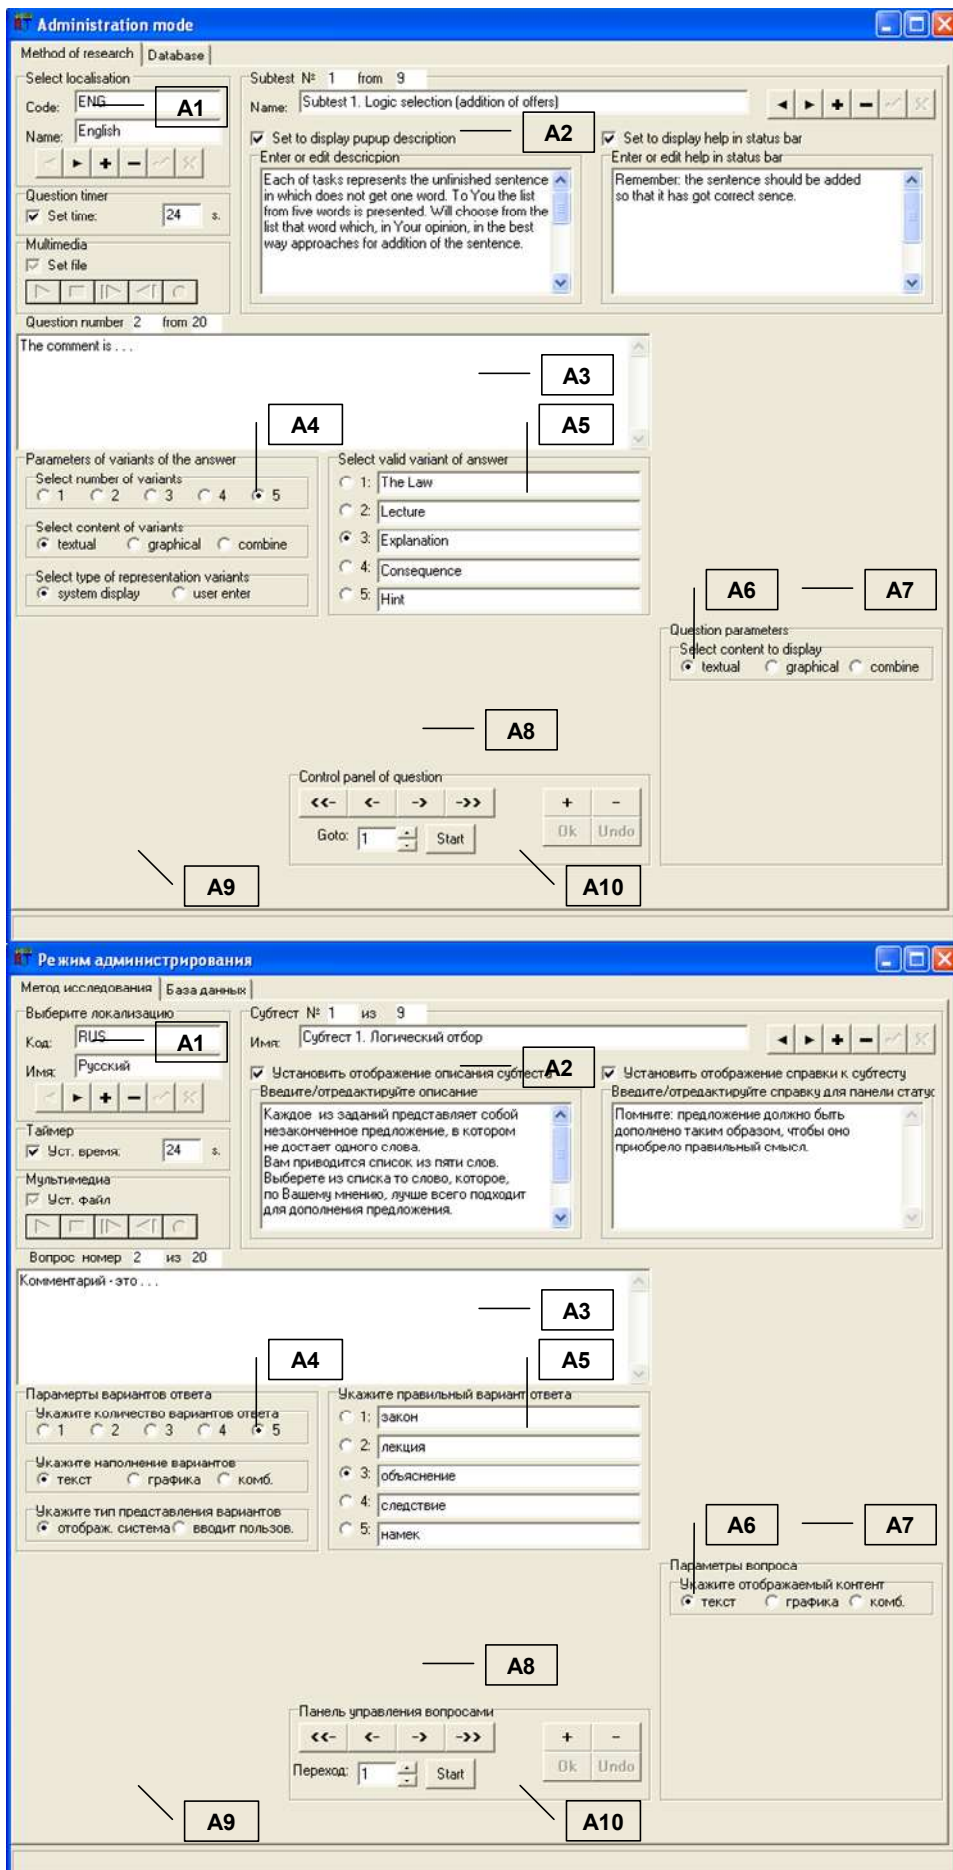 Administration mode
Method of research Database
Select localisation
Code: ENG
Name: English
A1
Subtest № 1 from 9
Name: Subtest 1. Logic selection (addition of offers)
A2
Set to display pupup description
Enter or edit descricpion
Each of tasks represents the unfinished sentence
in which does not get one word. To You the list
from five words is presented. Will choose from the
list that word which, in Your opinion, in the best
way approaches for addition of the sentence.
Set to display help in status bar
Enter or edit help in status bar
Remember: the sentence should be added
so that it has got correct sence.
Question timer
Set time: 24 s.
Multimedia
Set file
Question number 2 from 20
The comment is . . .
A3
A4
A5
Parameters of variants of the answer
Select number of variants
1 2 3 4 5
Select content of variants
textual graphical combine
Select type of representation variants
system display user enter
Select valid variant of answer
1: The Law
2: Lecture
3: Explanation
4: Consequence
5: Hint
A6
A7
Question parameters
Select content to display
textual graphical combine
A8
Control panel of question
<<- <- -> ->> + -
Goto: 1 Start Ok Undo
A9
A10
Режим администрирования
Метод исследования База данных
Выберите локализацию
Код: RUS
Имя: Русский
A1
Субтест № 1 из 9
Имя: Субтест 1. Логический отбор
A2
Установить отображение описания субтеста
Введите/отредактируйте описание
Каждое из заданий представляет собой
незаконченное предложение, в котором
не достает одного слова.
Вам приводится список из пяти слов.
Выберете из списка то слово, которое,
по Вашему мнению, лучше всего подходит
для дополнения предложения.
Установить отображение справки к субтесту
Введите/отредактируйте справку для панели статус
Помните: предложение должно быть
дополнено таким образом, чтобы оно
приобрело правильный смысл.
Таймер
Уст. время: 24 s.
Мультимедиа
Уст. файл
Вопрос номер 2 из 20
Комментарий - это . . .
A3
A4
A5
Парамерты вариантов ответа
Укажите количество вариантов ответа
1 2 3 4 5
Укажите наполнение вариантов
текст графика комб.
Укажите тип представления вариантов
отображ. система вводит пользов.
Укажите правильный вариант ответа
1: закон
2: лекция
3: объяснение
4: следствие
5: намек
A6
A7
Параметры вопроса
Укажите отображаемый контент
текст графика комб.
A8
Панель управления вопросами
<<- <- -> ->> + -
Переход: 1 Start Ok Undo
A9
A10